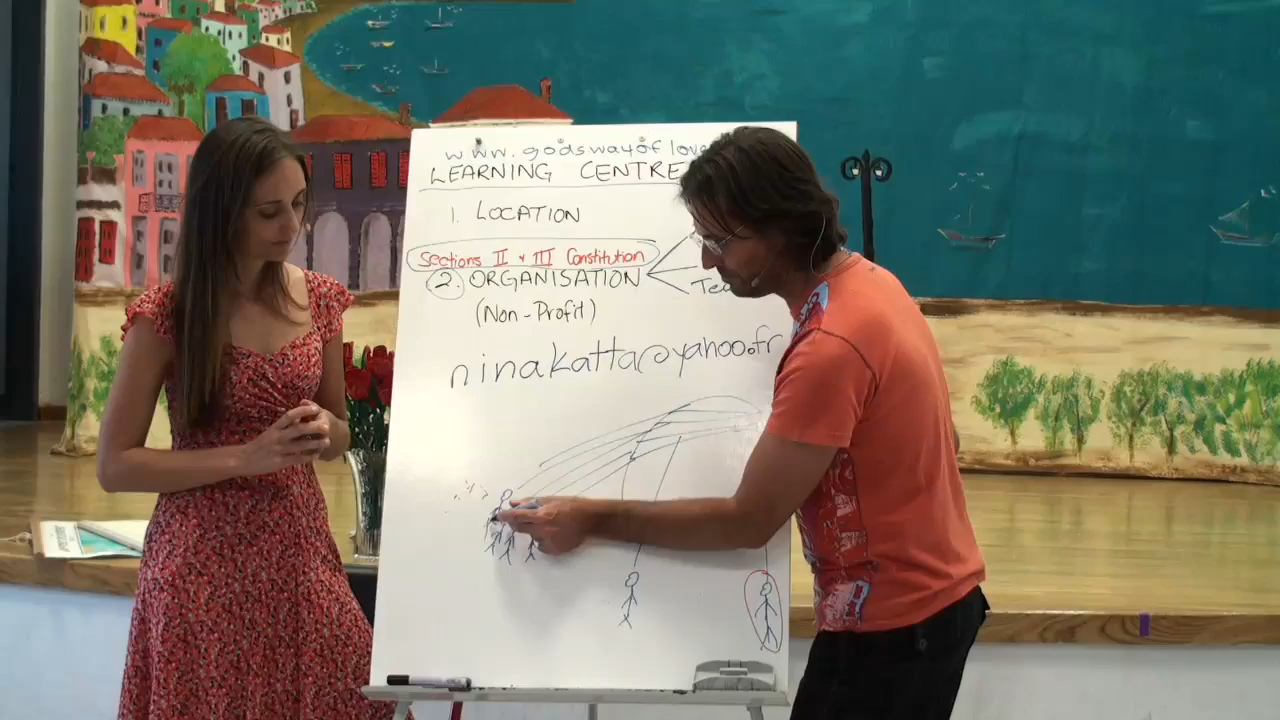 www.godswayoflove
LEARNING CENTRE
1. LOCATION
Sections II & III Constitution
2. ORGANISATION
(Non-Profit)
ninakatta@yahoo.fr